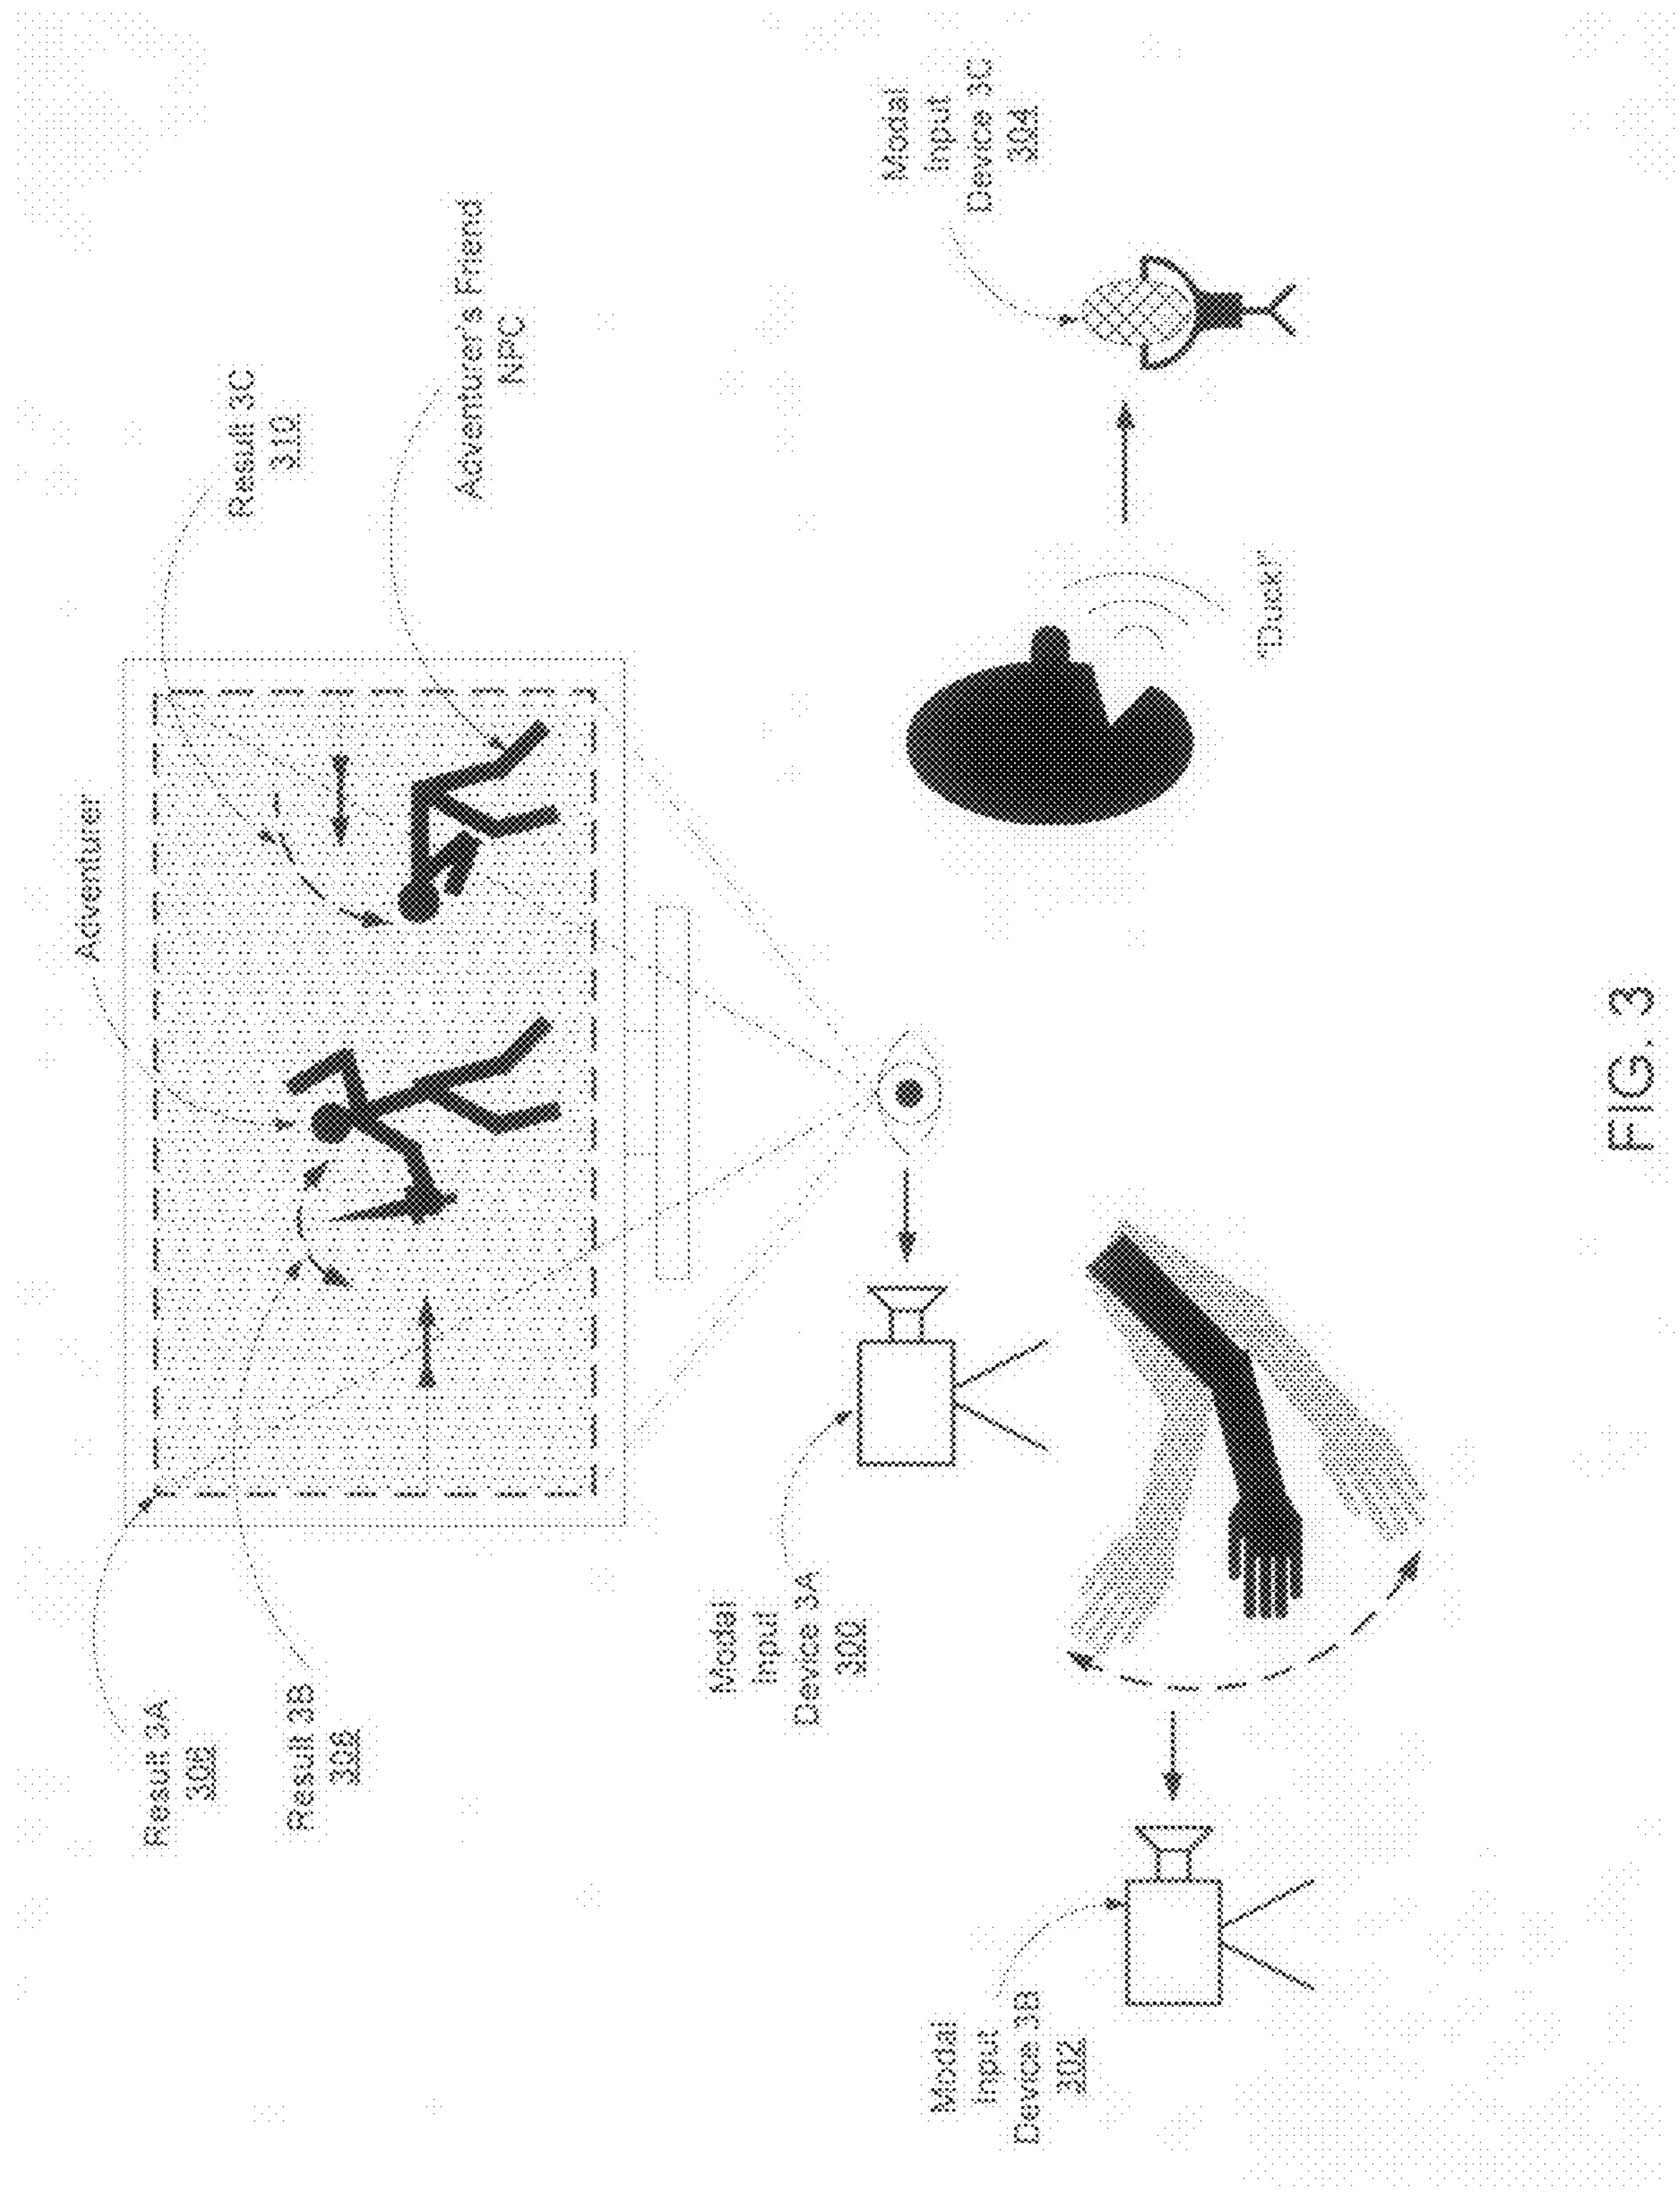 Adventurer
Result 3A
306
Result 3C
310
Result 3B
308
Adventurer's Friend
NPC
Modal
Input
Device 3A
300
Modal
Input
Device 3C
304
Modal
Input
Device 3B
302
"Duck!"
FIG. 3